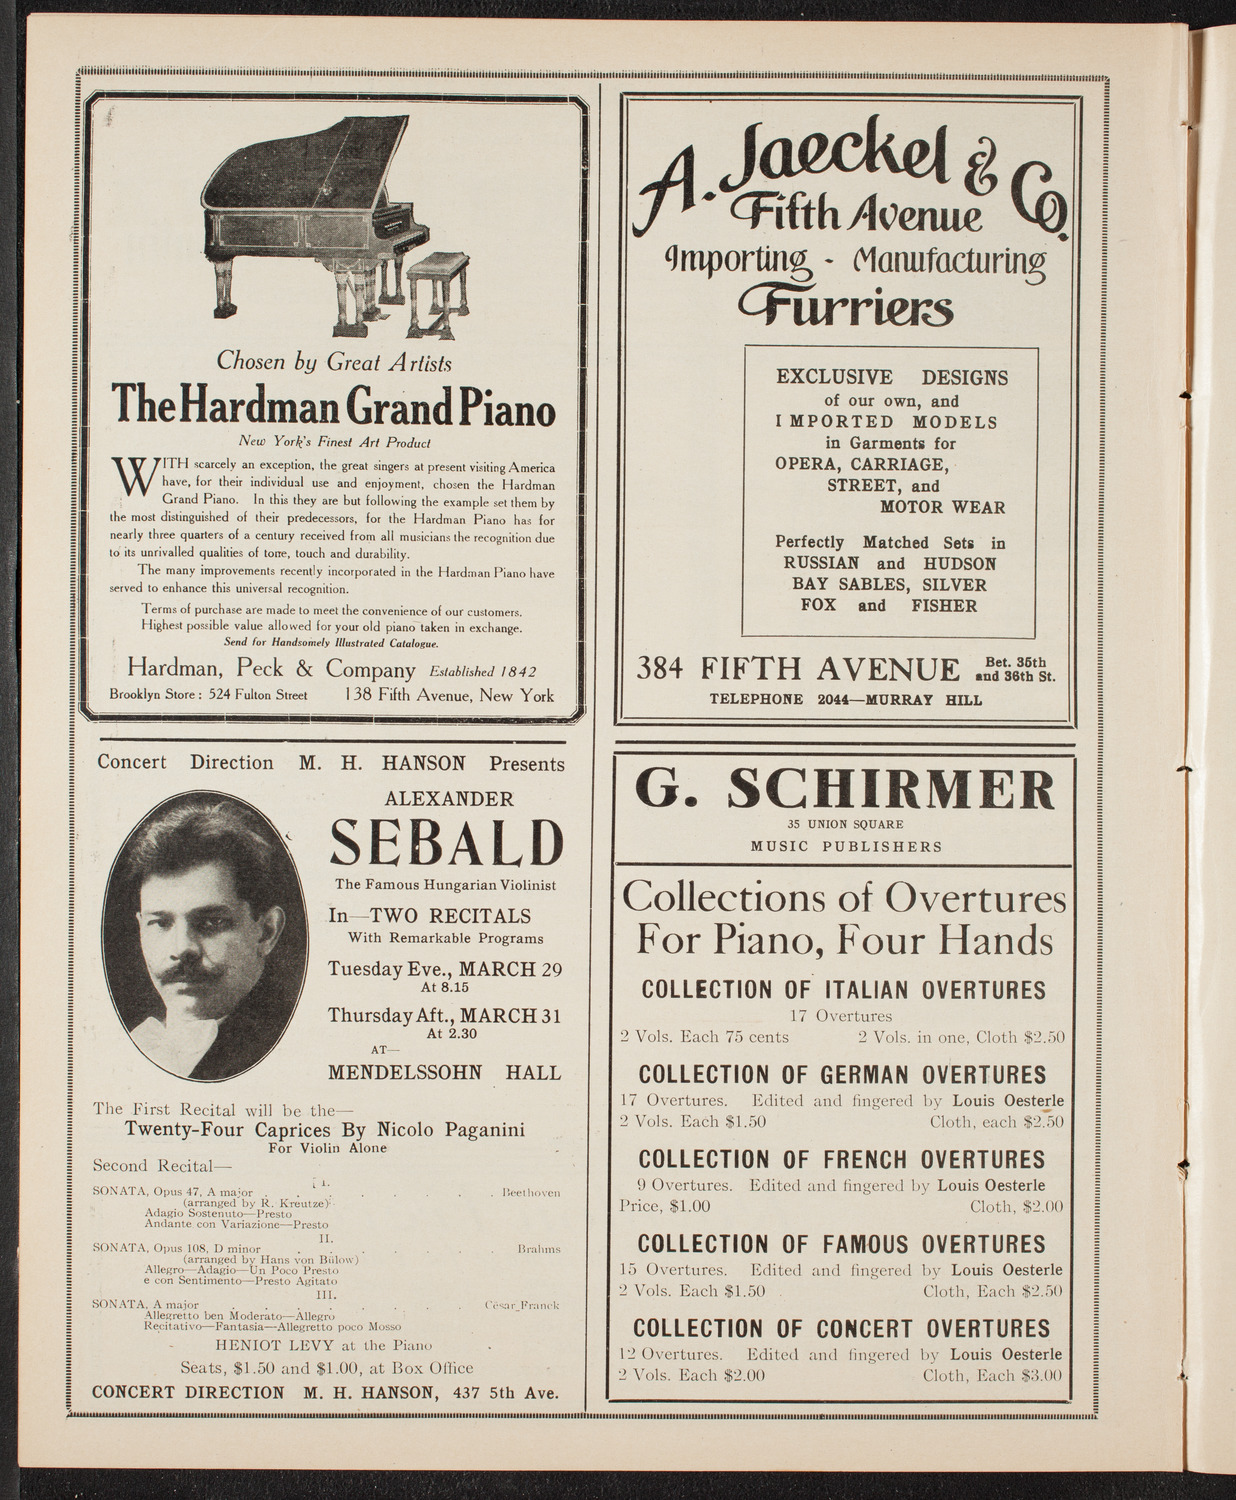 Chosen by Great Artists
The Hardman Grand Piano
New York's Finest Art Product
WITH scarcely an exception, the great singers at present visiting America
have, for their individual use and enjoyment, chosen the Hardman
Grand Piano. In this they are but following the example set them by
the most distinguished of their predecessors, for the Hardman Piano has for
nearly three quarters of a century received from all musicians the recognition due
to its unrivalled qualities of tone, touch and durability.
The many improvements recently incorporated in the Hardman Piano have
served to enhance this universal recognition.
Terms of purchase are made to meet the convenience of our customers.
Highest possible value allowed for your old piano taken in exchange.
Send for Handsomely Illustrated Catalogue.
Hardman, Peck & Company Established 1842
Brooklyn Store: 524 Fulton Street 138 Fifth Avenue, New York
A. Jaeckel & Co.
Fifth Avenue
Importing - Manufacturing
Furriers
EXCLUSIVE DESIGNS
of our own, and
IMPORTED MODELS
in Garments for
OPERA, CARRIAGE,
STREET, and
MOTOR WEAR
Perfectly Matched Sets in
RUSSIAN and HUDSON
BAY SABLES, SILVER
FOX and FISHER
384 FIFTH AVENUE Bet. 35th
and 36th St.
TELEPHONE 2044—MURRAY HILL
Concert Direction M. H. HANSON Presents
ALEXANDER
SEBALD
The Famous Hungarian Violinist
In—TWO RECITALS
With Remarkable Programs
Tuesday Eve., MARCH 29
At 8.15
Thursday Aft., MARCH 31
At 2.30
AT—
MENDELSSOHN HALL
The First Recital will be the—
Twenty-Four Caprices By Nicolo Paganini
For Violin Alone
Second Recital—
I.
SONATA, Opus 47, A major . . . . . . Beethoven
(arranged by R. Kreutze)
Adagio Sostenuto—Presto
Andante con Variazione—Presto
II.
SONATA, Opus 108, D minor . . . . . . Brahms
(arranged by Hans von Bülow)
Allegro—Adagio—Un Poco Presto
e con Sentimento—Presto Agitato
III.
SONATA, A major . . . . . . . César Franck
Allegretto ben Moderato—Allegro
Recitativo—Fantasia—Allegretto poco Mosso
HENIOT LEVY at the Piano
Seats, $1.50 and $1.00, at Box Office
CONCERT DIRECTION M. H. HANSON, 437 5th Ave.
G. SCHIRMER
35 UNION SQUARE
MUSIC PUBLISHERS
Collections of Overtures
For Piano, Four Hands
COLLECTION OF ITALIAN OVERTURES
17 Overtures
2 Vols. Each 75 cents 2 Vols. in one, Cloth $2.50
COLLECTION OF GERMAN OVERTURES
17 Overtures. Edited and fingered by Louis Oesterle
2 Vols. Each $1.50 Cloth, each $2.50
COLLECTION OF FRENCH OVERTURES
9 Overtures. Edited and fingered by Louis Oesterle
Price, $1.00 Cloth, $2.00
COLLECTION OF FAMOUS OVERTURES
15 Overtures. Edited and fingered by Louis Oesterle
2 Vols. Each $1.50 Cloth, Each $2.50
COLLECTION OF CONCERT OVERTURES
12 Overtures. Edited and fingered by Louis Oesterle
2 Vols. Each $2.00 Cloth, Each $3.00